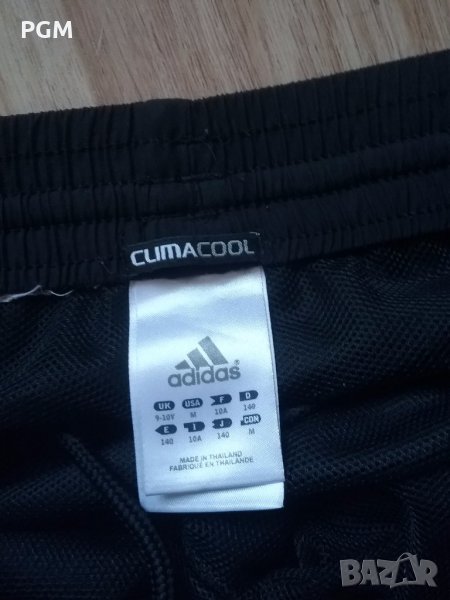 PGM
CLIMACOOL
adidas®
UK USA F D
9-10Y M 10A 140
E I J CDN
140 10A 140 M
MADE IN THAILAND
FABRIQUÉ EN THAÏLANDE
BAZAR